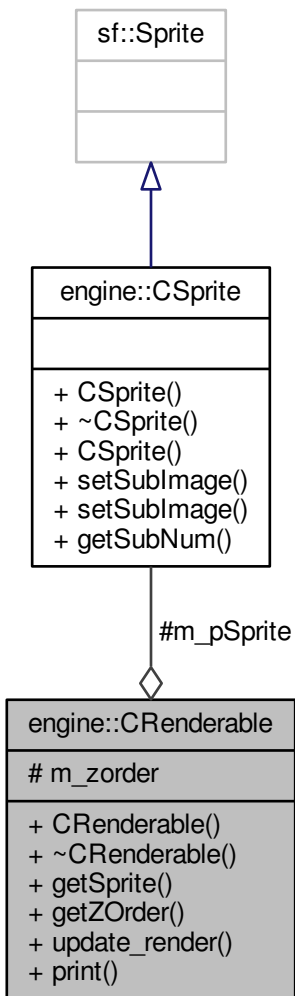 sf::Sprite
engine::CSprite
+ CSprite()
+ ~CSprite()
+ CSprite()
+ setSubImage()
+ setSubImage()
+ getSubNum()
#m_pSprite
engine::CRenderable
# m_zorder
+ CRenderable()
+ ~CRenderable()
+ getSprite()
+ getZOrder()
+ update_render()
+ print()